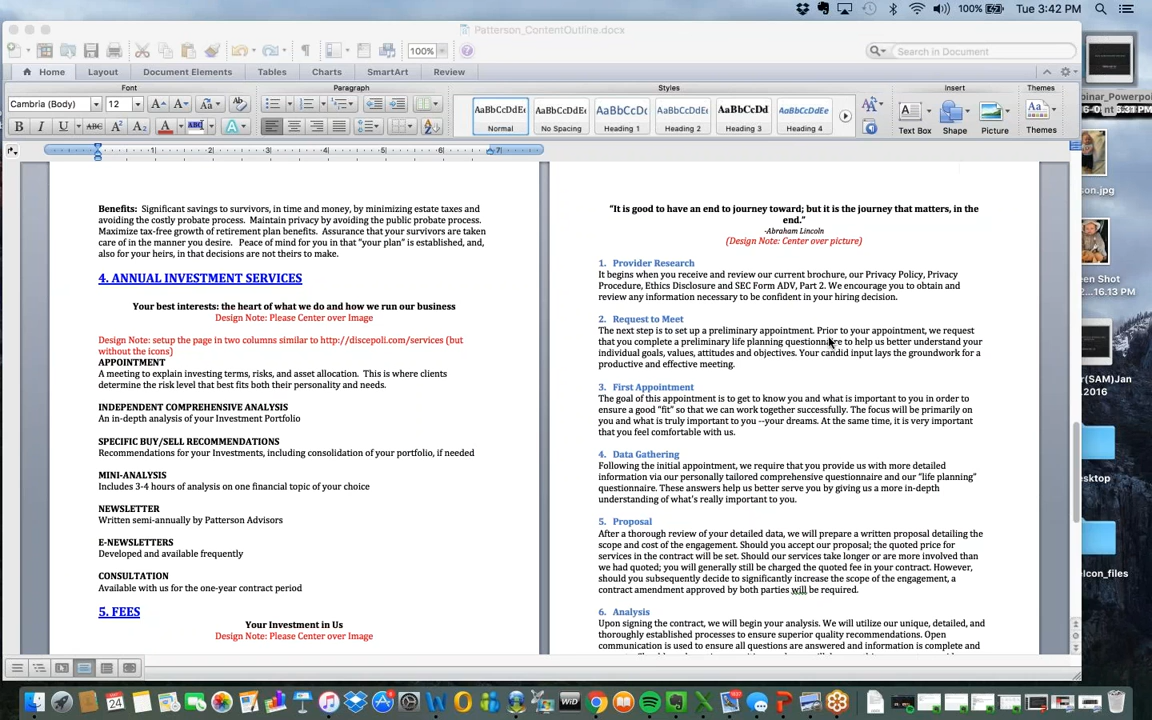 100%
Tue 3:42 PM
Patterson_ContentOutline.docx
100%
Search in Document
Home
Layout
Document Elements
Tables
Charts
SmartArt
Review
Font
Paragraph
Styles
Insert
Themes
Cambria (Body)
12
AaBbCcDdEe
Normal
AaBbCcDdEe
No Spacing
AaBbCcDc
Heading 1
AaBbCcDdEe
Heading 2
AaBbCcDd
Heading 3
AaBbCcDdEe
Heading 4
Text Box
Shape
Picture
Themes
Benefits: Significant savings to survivors, in time and money, by minimizing estate taxes and
avoiding the costly probate process. Maintain privacy by avoiding the public probate process.
Maximize tax-free growth of retirement plan benefits. Assurance that your survivors are taken
care of in the manner you desire. Peace of mind for you in that "your plan" is established, and,
also for your heirs, in that decisions are not theirs to make.
4. ANNUAL INVESTMENT SERVICES
Your best interests: the heart of what we do and how we run our business
Design Note: Please Center over Image
Design Note: setup the page in two columns similar to http://discepoli.com/services (but
without the icons)
APPOINTMENT
A meeting to explain investing terms, risks, and asset allocation. This is where clients
determine the risk level that best fits both their personality and needs.
INDEPENDENT COMPREHENSIVE ANALYSIS
An in-depth analysis of your Investment Portfolio
SPECIFIC BUY/SELL RECOMMENDATIONS
Recommendations for your Investments, including consolidation of your portfolio, if needed
MINI-ANALYSIS
Includes 3-4 hours of analysis on one financial topic of your choice
NEWSLETTER
Written semi-annually by Patterson Advisors
E-NEWSLETTERS
Developed and available frequently
CONSULTATION
Available with us for the one-year contract period
5. FEES
Your Investment in Us
Design Note: Please Center over Image
"It is good to have an end to journey toward; but it is the journey that matters, in the
end."
-Abraham Lincoln
(Design Note: Center over picture)
1. Provider Research
It begins when you receive and review our current brochure, our Privacy Policy, Privacy
Procedure, Ethics Disclosure and SEC Form ADV, Part 2. We encourage you to obtain and
review any information necessary to be confident in your hiring decision.
2. Request to Meet
The next step is to set up a preliminary appointment. Prior to your appointment, we request
that you complete a preliminary life planning questionnaire to help us better understand your
individual goals, values, attitudes and objectives. Your candid input lays the groundwork for a
productive and effective meeting.
3. First Appointment
The goal of this appointment is to get to know you and what is important to you in order to
ensure a good "fit" so that we can work together successfully. The focus will be primarily on
you and what is truly important to you --your dreams. At the same time, it is very important
that you feel comfortable with us.
4. Data Gathering
Following the initial appointment, we require that you provide us with more detailed
information via our personally tailored comprehensive questionnaire and our "life planning"
questionnaire. These answers help us better serve you by giving us a more in-depth
understanding of what's really important to you.
5. Proposal
After a thorough review of your detailed data, we will prepare a written proposal detailing the
scope and cost of the engagement. Should you accept our proposal; the quoted price for
services in the contract will be set. Should our services take longer or are more involved than
we had quoted; you will generally still be charged the quoted fee in your contract. However,
should you subsequently decide to significantly increase the scope of the engagement, a
contract amendment approved by both parties will be required.
6. Analysis
Upon signing the contract, we will begin your analysis. We will utilize our unique, detailed, and
thoroughly established processes to ensure superior quality recommendations. Open
communication is used to ensure all questions are answered and information is complete and
binar_Powerpoi
son.jpg
een Shot
2...16.13 PM
r(SAM)Jan
2016
esktop
elcon_files